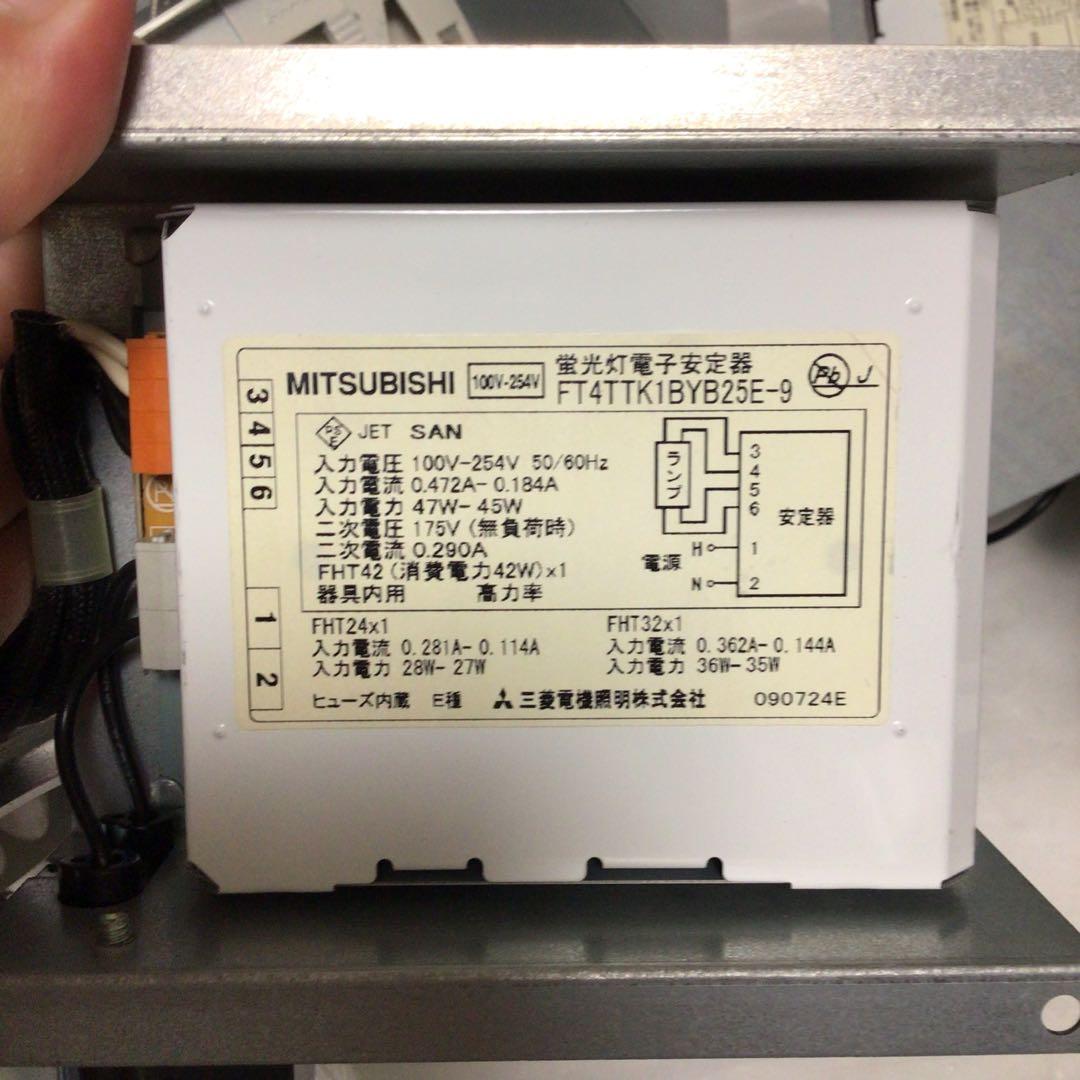 蛍光灯電子安定器
MITSUBISHI 100V-254V FT4TTK1BYB25E-9 Pb J
PSE JET SAN
入力電圧 100V-254V 50/60Hz
入力電流 0.472A-0.184A
入力電力 47W-45W
二次電圧 175V (無負荷時)
二次電流 0.290A
FHT42 (消費電力42W)x1
器具内用 高力率
3
4
5
6
1
2
ランプ
3
4
5
6
安定器
電源
H 1
N 2
FHT24x1
入力電流 0.281A-0.114A
入力電力 28W-27W
FHT32x1
入力電流 0.362A-0.144A
入力電力 36W-35W
ヒューズ内蔵 E種 三菱電機照明株式会社 090724E